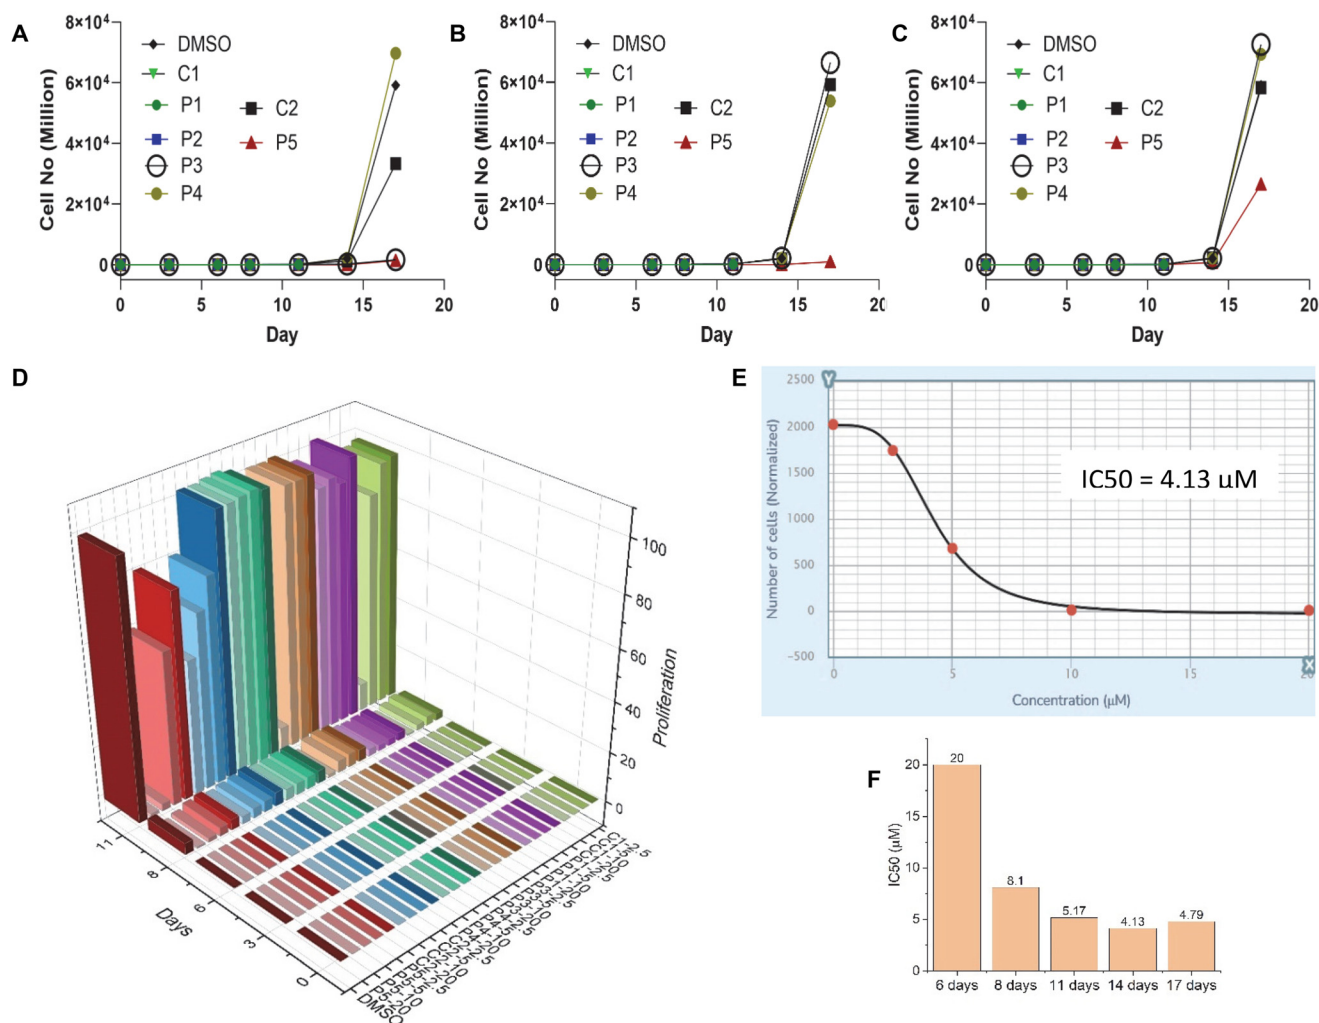 A
8×10⁴
6×10⁴
4×10⁴
2×10⁴
0
Cell No (Million)
DMSO
C1
P1
P2
P3
P4
C2
P5
0 5 10 15 20
Day
B
8×10⁴
6×10⁴
4×10⁴
2×10⁴
0
Cell No (Million)
DMSO
C1
P1
P2
P3
P4
C2
P5
0 5 10 15 20
Day
C
8×10⁴
6×10⁴
4×10⁴
2×10⁴
0
Cell No (Million)
DMSO
C1
P1
P2
P3
P4
C2
P5
0 5 10 15 20
Day
D
100
80
60
40
20
0
Proliferation
11
8
6
3
0
Days
DMSO
E
Y
2500
2000
1500
1000
500
0
-500
Number of cells (Normalized)
IC50 = 4.13 µM
0 5 10 15 20
X
Concentration (µM)
F
20
15
10
5
0
IC50 (µM)
20
8.1
5.17
4.13
4.79
6 days 8 days 11 days 14 days 17 days